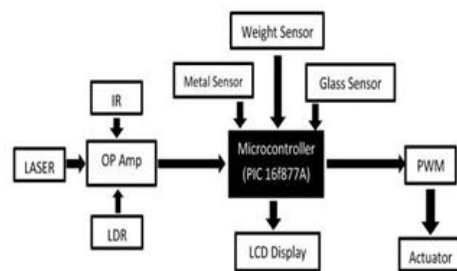 Weight Sensor
Metal Sensor
Glass Sensor
IR
LASER
OP Amp
Microcontroller
(PIC 16f877A)
PWM
LDR
LCD Display
Actuator